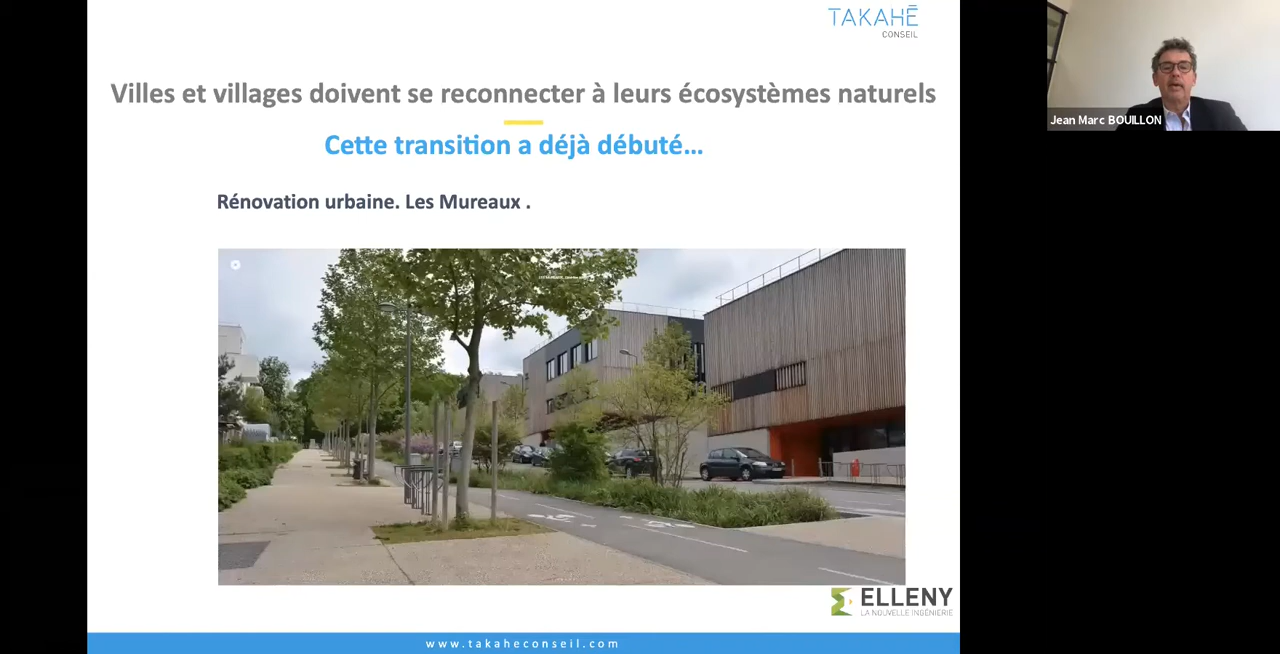 TAKAHĒ
CONSEIL
Villes et villages doivent se reconnecter à leurs écosystèmes naturels
Cette transition a déjà débuté...
Rénovation urbaine. Les Mureaux .
Jean Marc BOUILLON
ELLENY
LA NOUVELLE INGÉNIERIE
www.takaheconseil.com